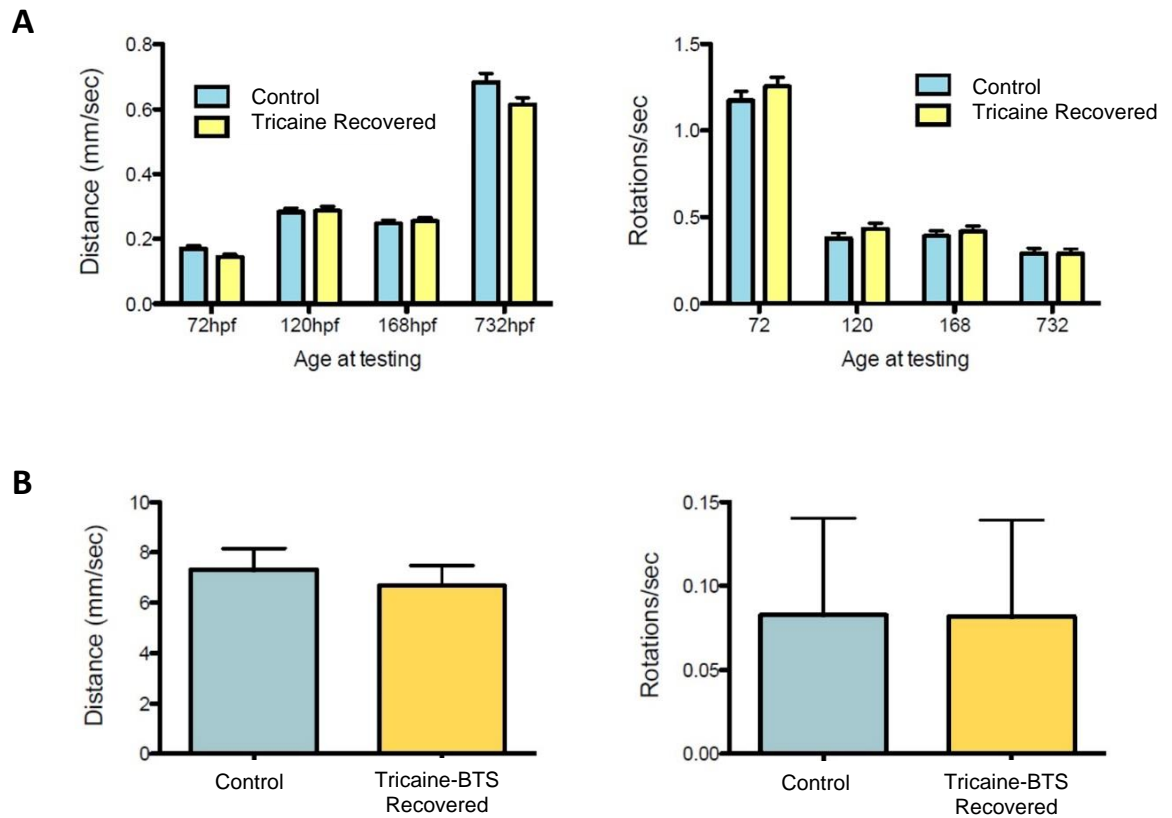 A
0.8
0.6
0.4
0.2
0.0
Distance (mm/sec)
Control
Tricaine Recovered
72hpf 120hpf 168hpf 732hpf
Age at testing
1.5
1.0
0.5
0.0
Rotations/sec
Control
Tricaine Recovered
72 120 168 732
Age at testing
B
10
8
6
4
2
0
Distance (mm/sec)
Control
Tricaine-BTS
Recovered
0.15
0.10
0.05
0.00
Rotations/sec
Control
Tricaine-BTS
Recovered